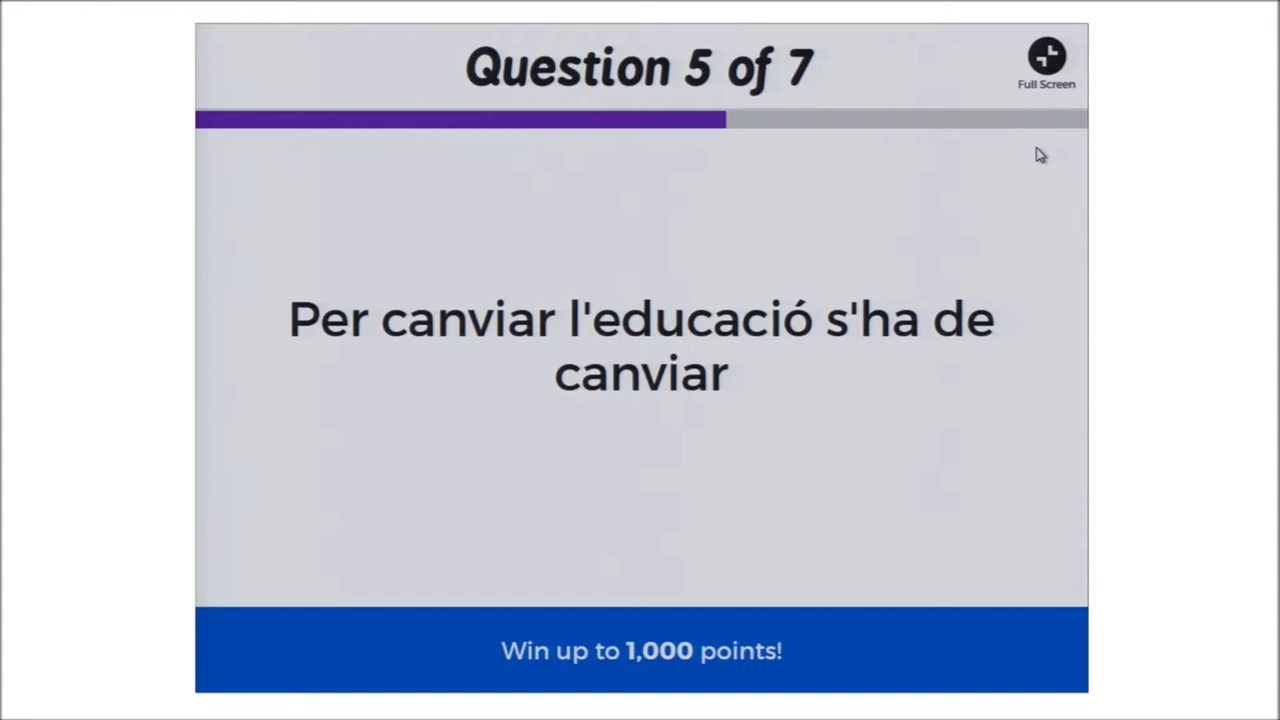 Question 5 of 7
Full Screen
Per canviar l'educació s'ha de
canviar
Win up to 1,000 points!